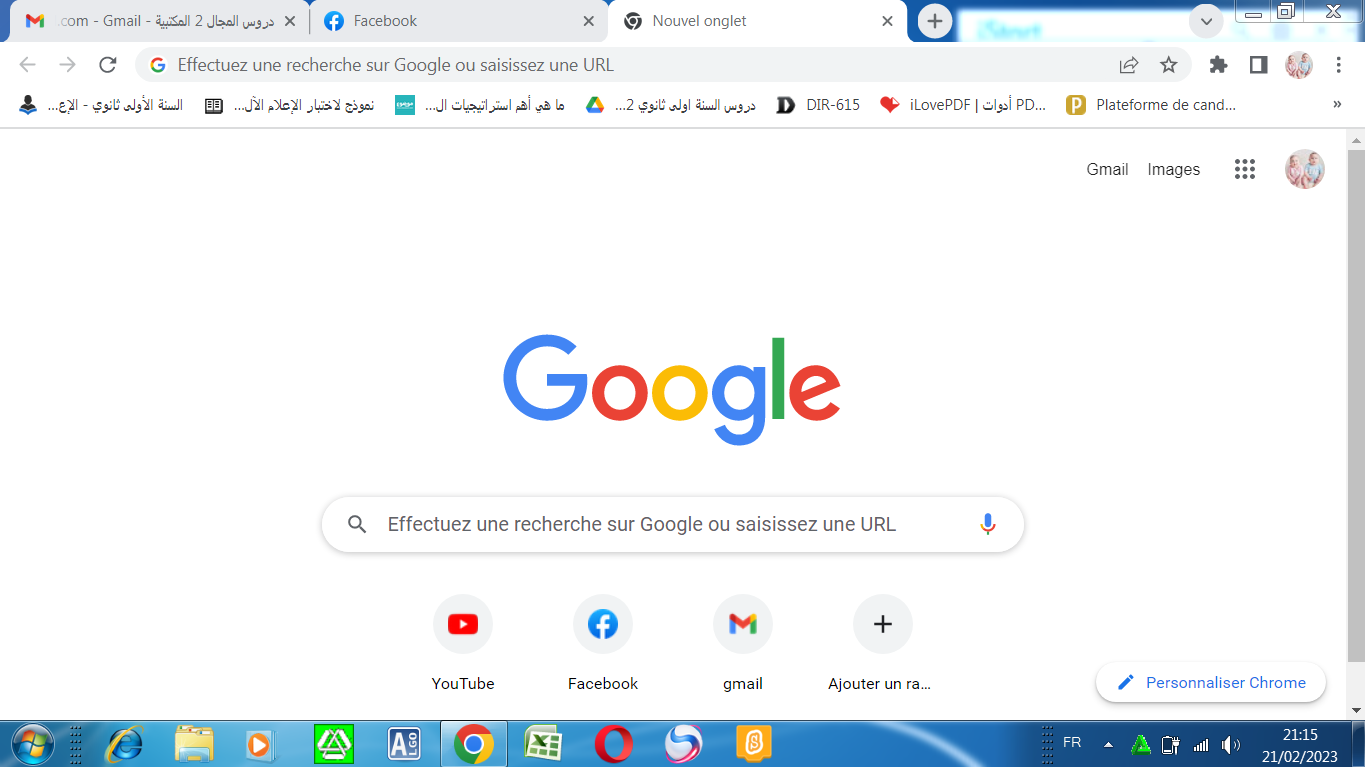 .com - Gmail - دروس المجال 2 المكتبية
Facebook
Nouvel onglet
Effectuez une recherche sur Google ou saisissez une URL
السنة الأولى ثانوي - الإع...
نموذج لاختبار الإعلام الآل...
ما هي أهم استراتيجيات ال...
دروس السنة اولى ثانوي 2...
DIR-615
iLovePDF | أدوات PD...
Plateforme de cand...
»
Gmail
Images
Google
Effectuez une recherche sur Google ou saisissez une URL
YouTube
Facebook
gmail
Ajouter un ra...
Personnaliser Chrome
FR
21:15
21/02/2023